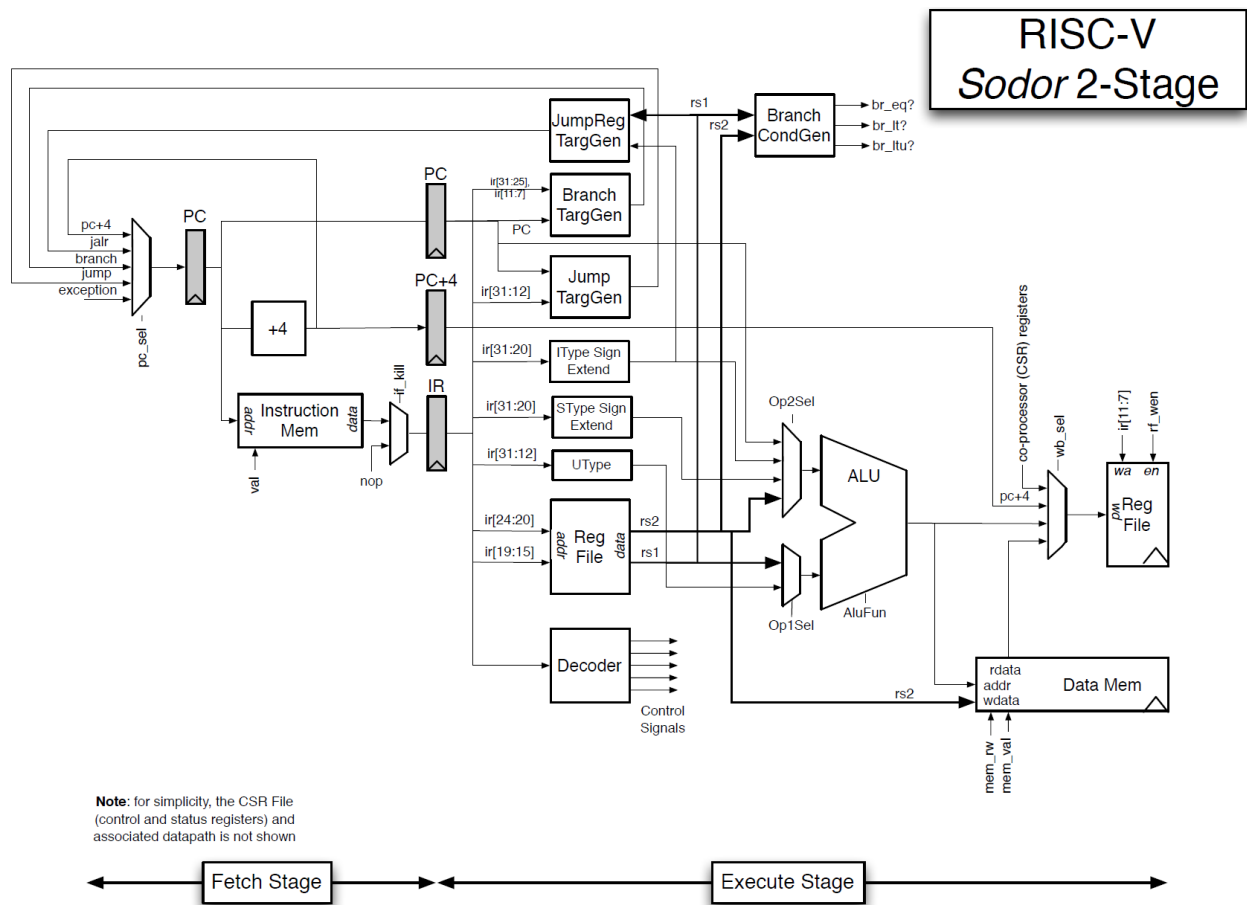 RISC-V
Sodor 2-Stage
rs1
rs2
JumpReg
TargGen
Branch
CondGen
br_eq?
br_lt?
br_ltu?
PC
PC
ir[31:25],
ir[11:7]
Branch
TargGen
PC
pc+4
jalr
branch
jump
exception
pc_sel
+4
PC+4
Jump
TargGen
ir[31:12]
if_kill
IR
ir[31:20]
IType Sign
Extend
addr
Instruction
Mem
data
val
nop
ir[31:20]
SType Sign
Extend
ir[31:12]
UType
Op2Sel
ALU
co-processor (CSR) registers
pc+4
wb_sel
ir[11:7]
rf_wen
wa
en
wd
Reg
File
ir[24:20]
ir[19:15]
addr
Reg
File
data
rs2
rs1
Op1Sel
AluFun
Decoder
Control
Signals
rs2
rdata
addr
wdata
Data Mem
mem_rw
mem_val
Note: for simplicity, the CSR File
(control and status registers) and
associated datapath is not shown
Fetch Stage
Execute Stage